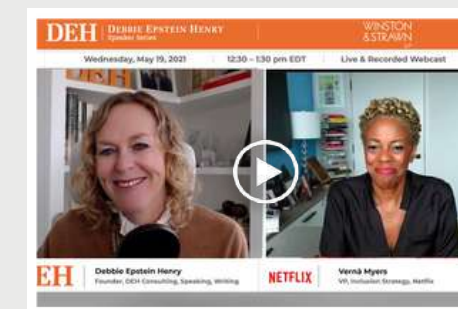 DEH DEBBIE EPSTEIN HENRY
Speaker Series
WINSTON
& STRAWN
LLP
Wednesday, May 19, 2021 12:30 – 1:30 pm EDT Live & Recorded Webcast
EH Debbie Epstein Henry
Founder, DEH Consulting, Speaking, Writing
NETFLIX Vernā Myers
VP, Inclusion Strategy, Netflix